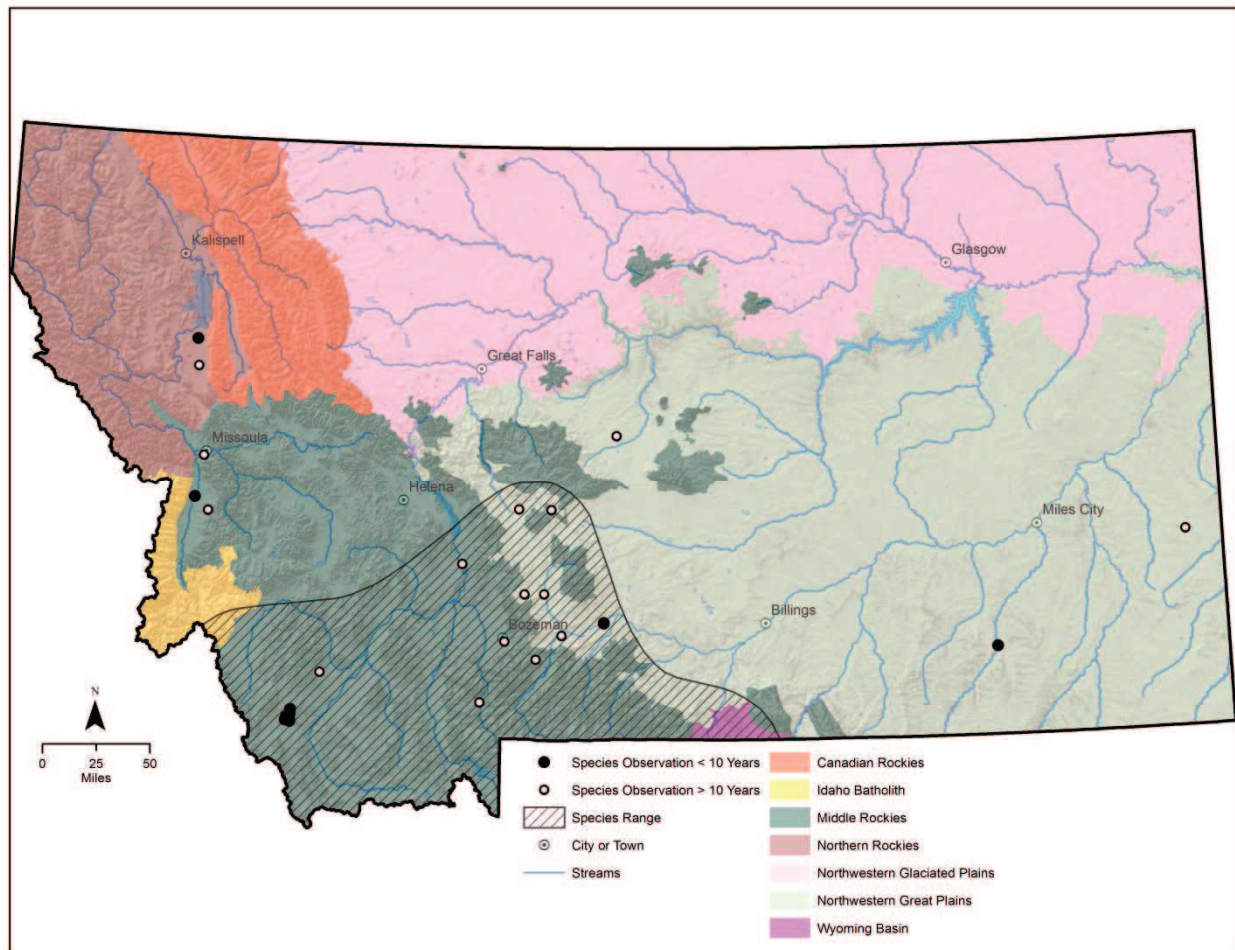 Kalispell
Glasgow
Great Falls
Missoula
Helena
Miles City
Billings
Bozeman
N
0 25 50
Miles
Species Observation < 10 Years
Species Observation > 10 Years
Species Range
City or Town
Streams
Canadian Rockies
Idaho Batholith
Middle Rockies
Northern Rockies
Northwestern Glaciated Plains
Northwestern Great Plains
Wyoming Basin